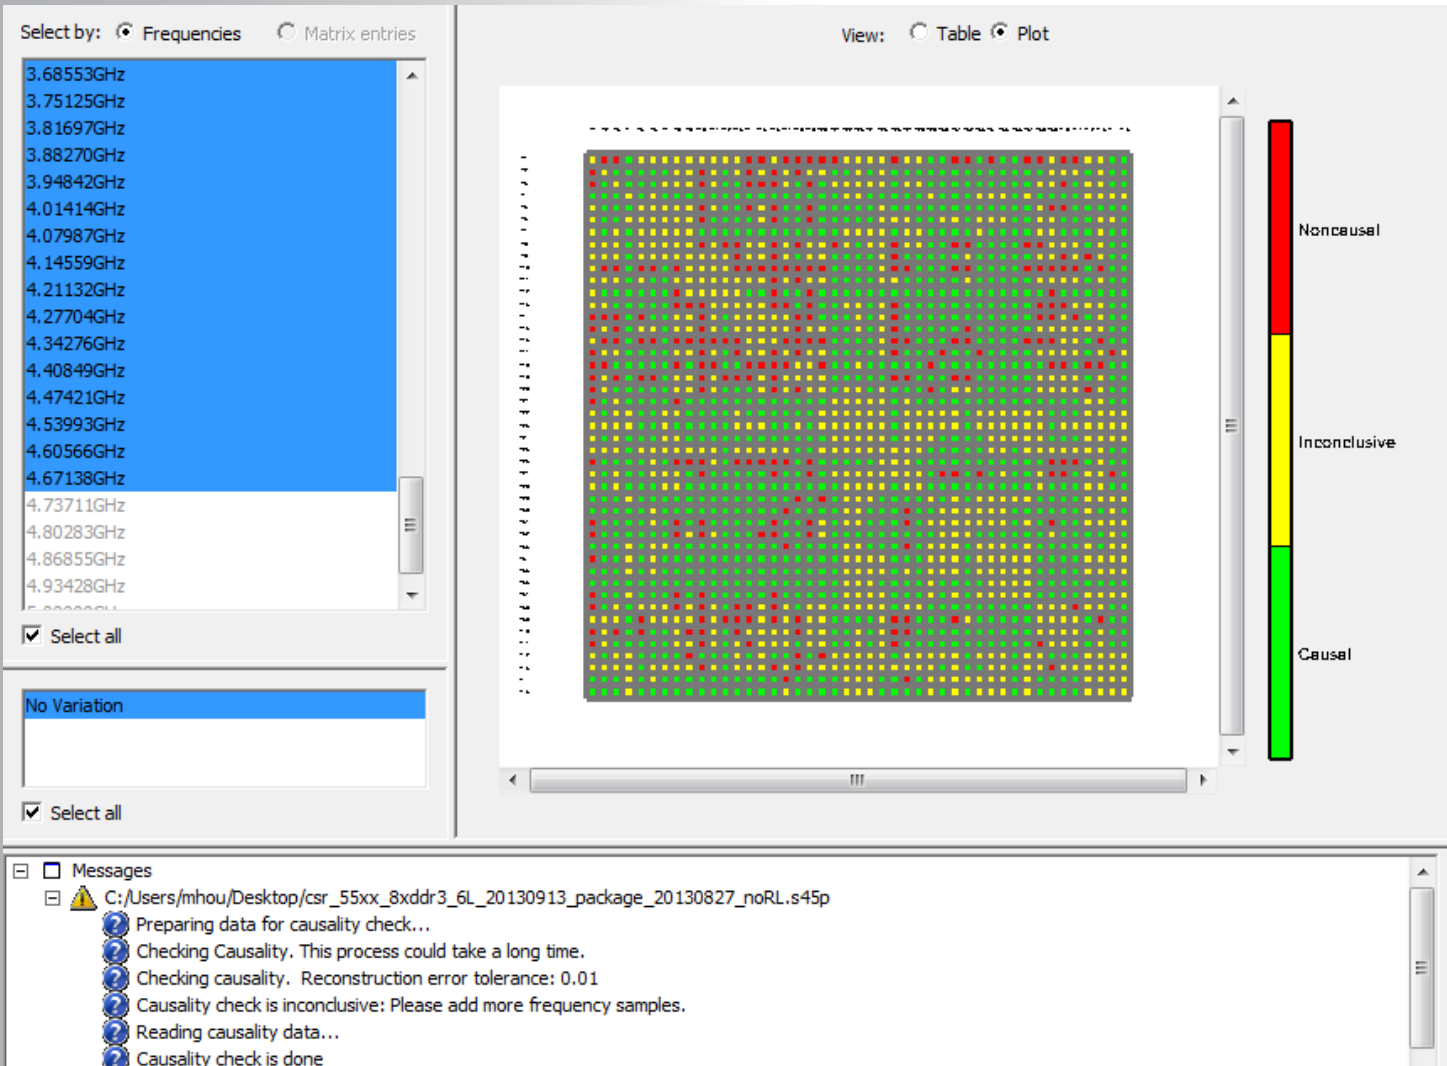 Select by: Frequencies Matrix entries
3.68553GHz
3.75125GHz
3.81697GHz
3.88270GHz
3.94842GHz
4.01414GHz
4.07987GHz
4.14559GHz
4.21132GHz
4.27704GHz
4.34276GHz
4.40849GHz
4.47421GHz
4.53993GHz
4.60566GHz
4.67138GHz
4.73711GHz
4.80283GHz
4.86855GHz
4.93428GHz
Select all
No Variation
Select all
View: Table Plot
Noncausal
Inconclusive
Causal
Messages
C:/Users/mhou/Desktop/csr_55xx_8xddr3_6L_20130913_package_20130827_noRL.s45p
Preparing data for causality check...
Checking Causality. This process could take a long time.
Checking causality.  Reconstruction error tolerance: 0.01
Causality check is inconclusive: Please add more frequency samples.
Reading causality data...
Causality check is done